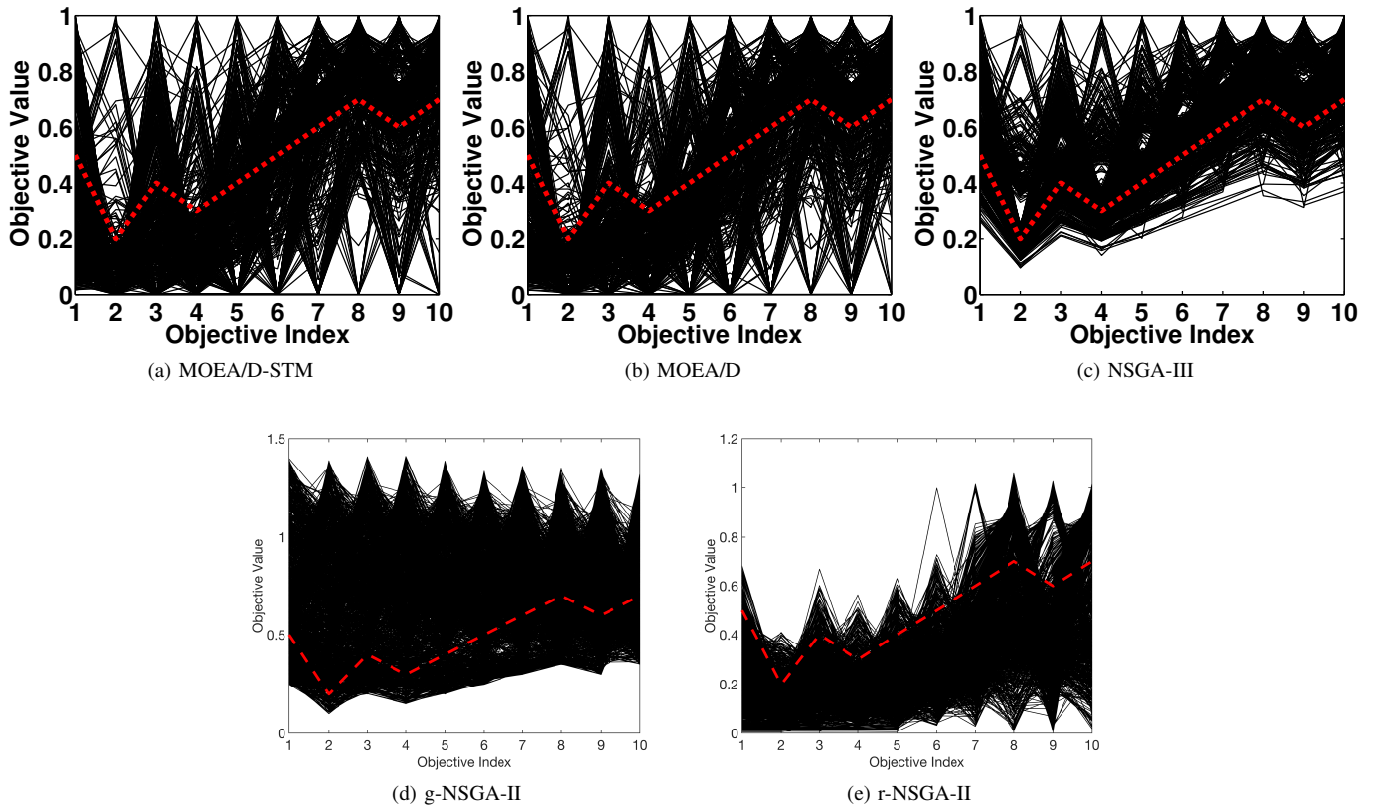 Objective Value
1
0.8
0.6
0.4
0.2
0
1 2 3 4 5 6 7 8 9 10
Objective Index
(a) MOEA/D-STM
Objective Value
1
0.8
0.6
0.4
0.2
0
1 2 3 4 5 6 7 8 9 10
Objective Index
(b) MOEA/D
Objective Value
1
0.8
0.6
0.4
0.2
0
1 2 3 4 5 6 7 8 9 10
Objective Index
(c) NSGA-III
Objective Value
1.5
1
0.5
0
1 2 3 4 5 6 7 8 9 10
Objective Index
(d) g-NSGA-II
Objective Value
1.2
1
0.8
0.6
0.4
0.2
0
1 2 3 4 5 6 7 8 9 10
Objective Index
(e) r-NSGA-II